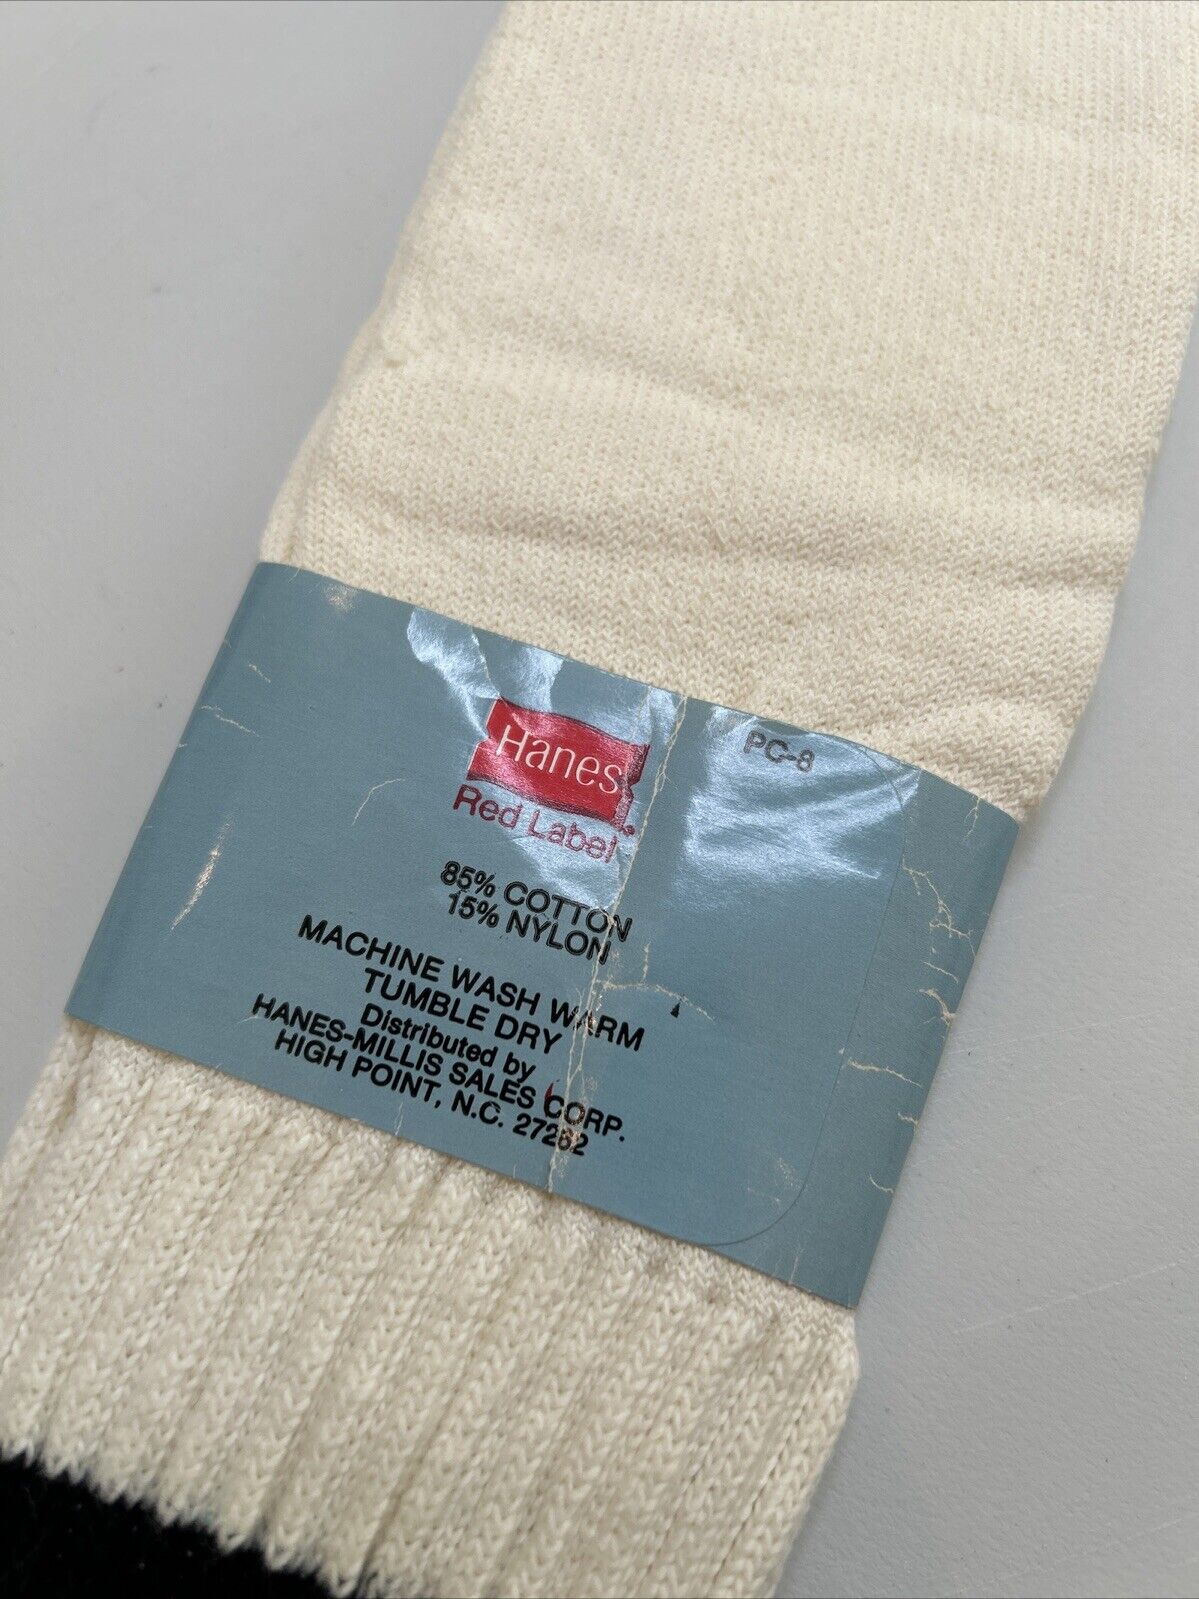 PC-8
Hanes
Red Label
85% COTTON
15% NYLON
MACHINE WASH WARM
TUMBLE DRY
Distributed by
HANES-MILLIS SALES CORP.
HIGH POINT, N.C. 27262